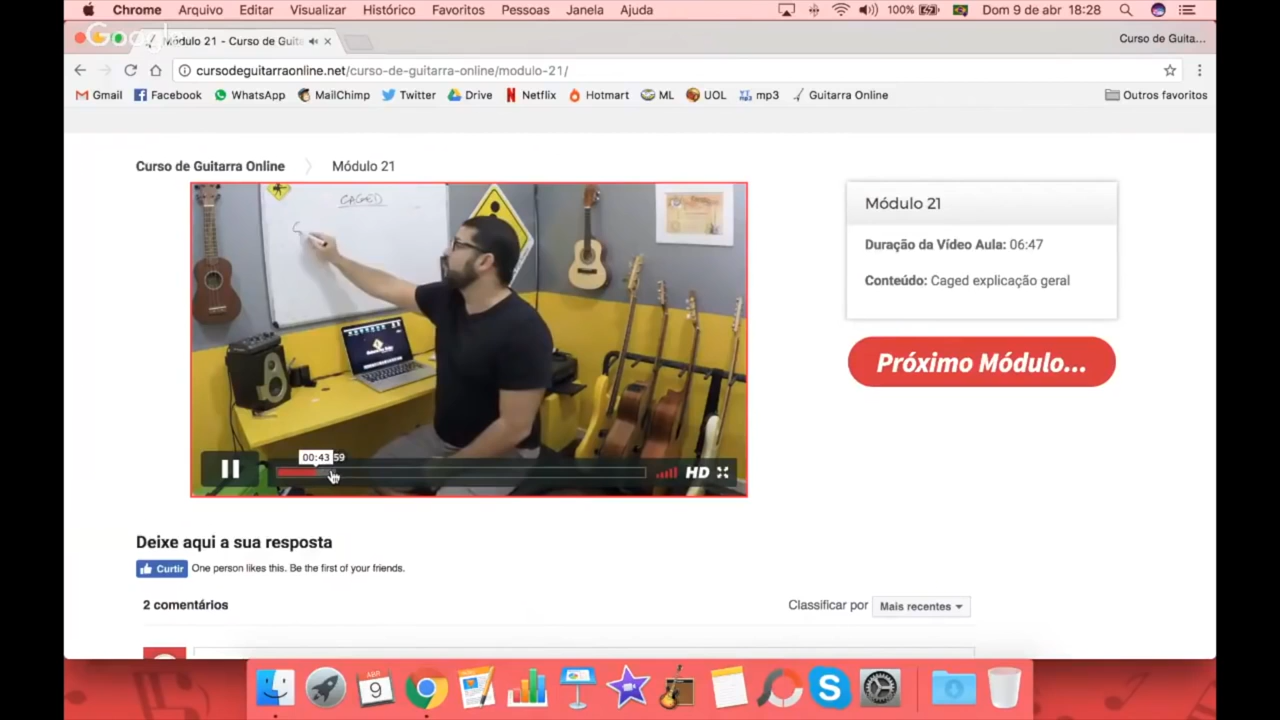 Chrome Arquivo Editar Visualizar Histórico Favoritos Pessoas Janela Ajuda 100% Dom 9 de abr 18:28
Google
Módulo 21 - Curso de Guita
Curso de Guita...
cursodeguitarraonline.net/curso-de-guitarra-online/modulo-21/
Gmail Facebook WhatsApp MailChimp Twitter Drive Netflix Hotmart ML UOL mp3 Guitarra Online Outros favoritos
Curso de Guitarra Online Módulo 21
CAGED
00:43 59
HD
Módulo 21
Duração da Vídeo Aula: 06:47
Conteúdo: Caged explicação geral
Próximo Módulo...
Deixe aqui a sua resposta
Curtir One person likes this. Be the first of your friends.
2 comentários Classificar por Mais recentes
ABR
9